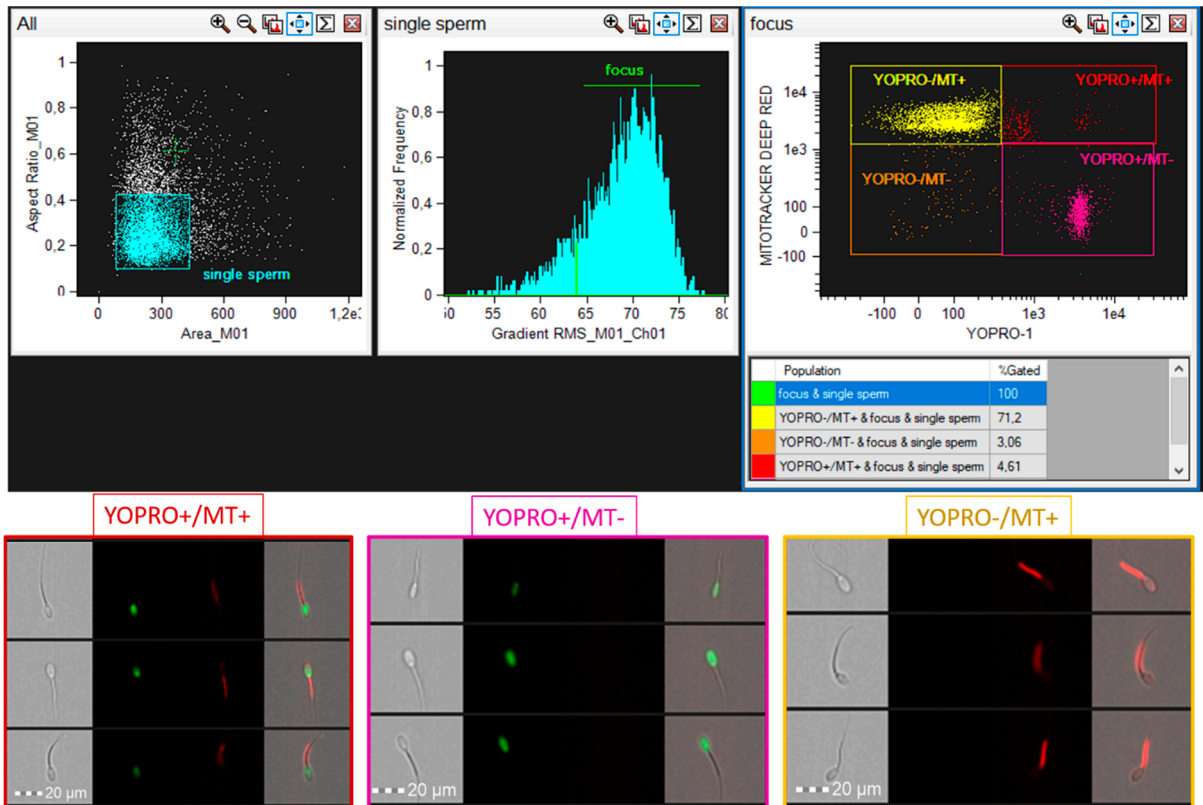 All
Aspect Ratio_M01
1
0,8
0,6
0,4
0,2
0
single sperm
0
300
600
900
1,2e3
Area_M01
single sperm
Normalized Frequency
1
0,8
0,6
0,4
0,2
0
focus
55
60
65
70
75
Gradient RMS_M01_Ch01
focus
MITOTRACKER DEEP RED
1e4
1e3
100
0
-100
YOPRO-/MT+
YOPRO+/MT+
YOPRO-/MT-
YOPRO+/MT-
-100
0
100
1e3
1e4
YOPRO-1
Population %Gated
focus & single sperm 100
YOPRO-/MT+ & focus & single sperm 71,2
YOPRO-/MT- & focus & single sperm 3,06
YOPRO+/MT+ & focus & single sperm 4,61
YOPRO+/MT+
YOPRO+/MT-
YOPRO-/MT+
20 µm
20 µm
20 µm